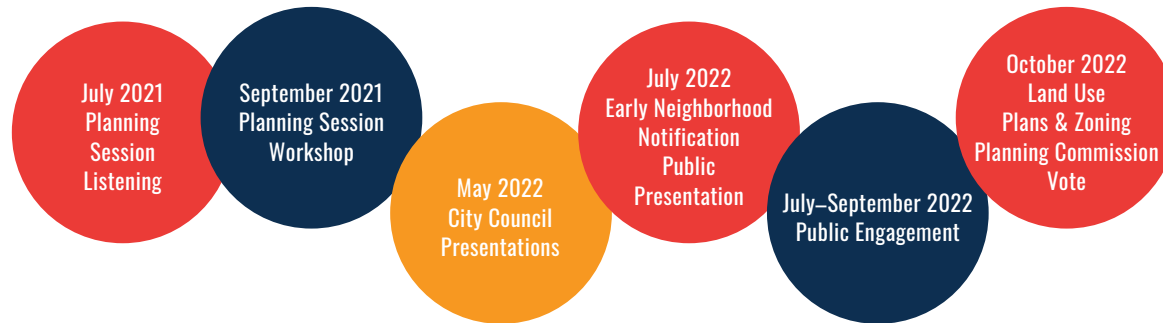 July 2021
Planning
Session
Listening
September 2021
Planning Session
Workshop
May 2022
City Council
Presentations
July 2022
Early Neighborhood
Notification
Public
Presentation
July–September 2022
Public Engagement
October 2022
Land Use
Plans & Zoning
Planning Commission
Vote